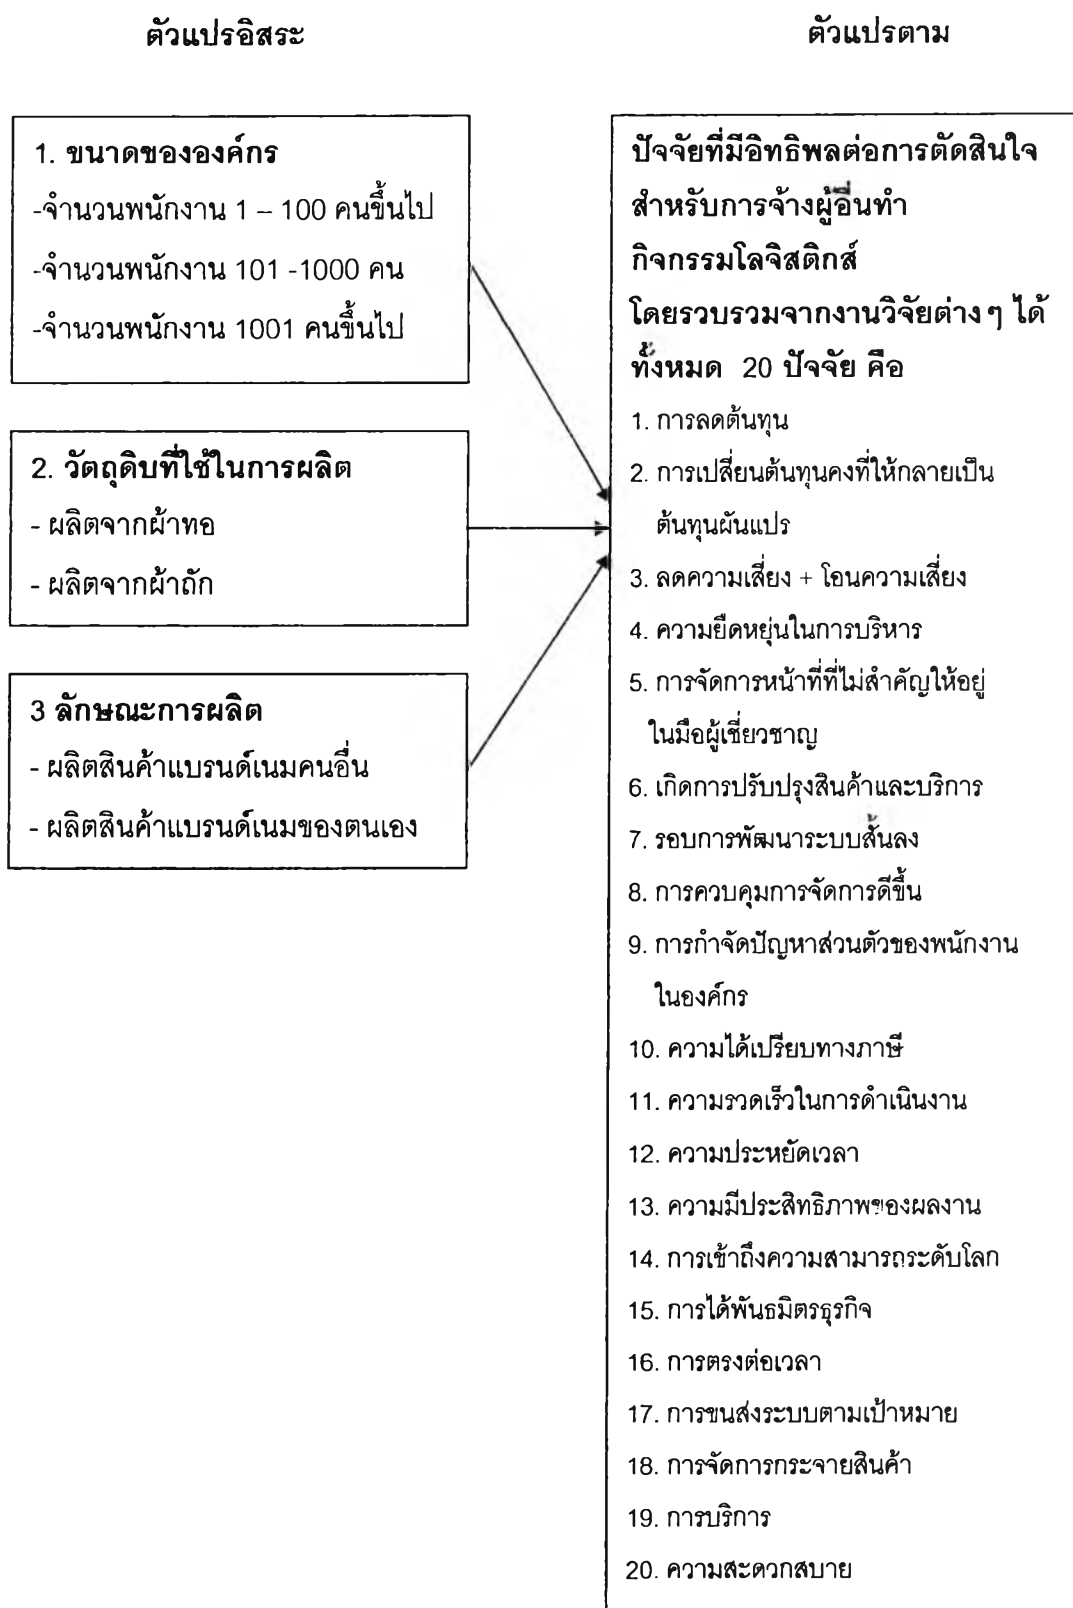 ตัวแปรอิสระ
ตัวแปรตาม
1. ขนาดขององค์กร
-จำนวนพนักงาน 1 – 100 คนขึ้นไป
-จำนวนพนักงาน 101 -1000 คน
-จำนวนพนักงาน 1001 คนขึ้นไป
2. วัตถุดิบที่ใช้ในการผลิต
- ผลิตจากผ้าทอ
- ผลิตจากผ้าถัก
3 ลักษณะการผลิต
- ผลิตสินค้าแบรนด์เนมคนอื่น
- ผลิตสินค้าแบรนด์เนมของตนเอง
ปัจจัยที่มีอิทธิพลต่อการตัดสินใจ
สำหรับการจ้างผู้อื่นทำ
กิจกรรมโลจิสติกส์
โดยรวบรวมจากงานวิจัยต่างๆ ได้
ทั้งหมด 20 ปัจจัย คือ
1. การลดต้นทุน
2. การเปลี่ยนต้นทุนคงที่ให้กลายเป็น
ต้นทุนผันแปร
3. ลดความเสี่ยง + โอนความเสี่ยง
4. ความยืดหยุ่นในการบริหาร
5. การจัดการหน้าที่ที่ไม่สำคัญให้อยู่
ในมือผู้เชี่ยวชาญ
6. เกิดการปรับปรุงสินค้าและบริการ
7. รอบการพัฒนาระบบสั้นลง
8. การควบคุมการจัดการดีขึ้น
9. การกำจัดปัญหาส่วนตัวของพนักงาน
ในองค์กร
10. ความได้เปรียบทางภาษี
11. ความรวดเร็วในการดำเนินงาน
12. ความประหยัดเวลา
13. ความมีประสิทธิภาพของผลงาน
14. การเข้าถึงความสามารถระดับโลก
15. การได้พันธมิตรธุรกิจ
16. การตรงต่อเวลา
17. การขนส่งระบบตามเป้าหมาย
18. การจัดการกระจายสินค้า
19. การบริการ
20. ความสะดวกสบาย